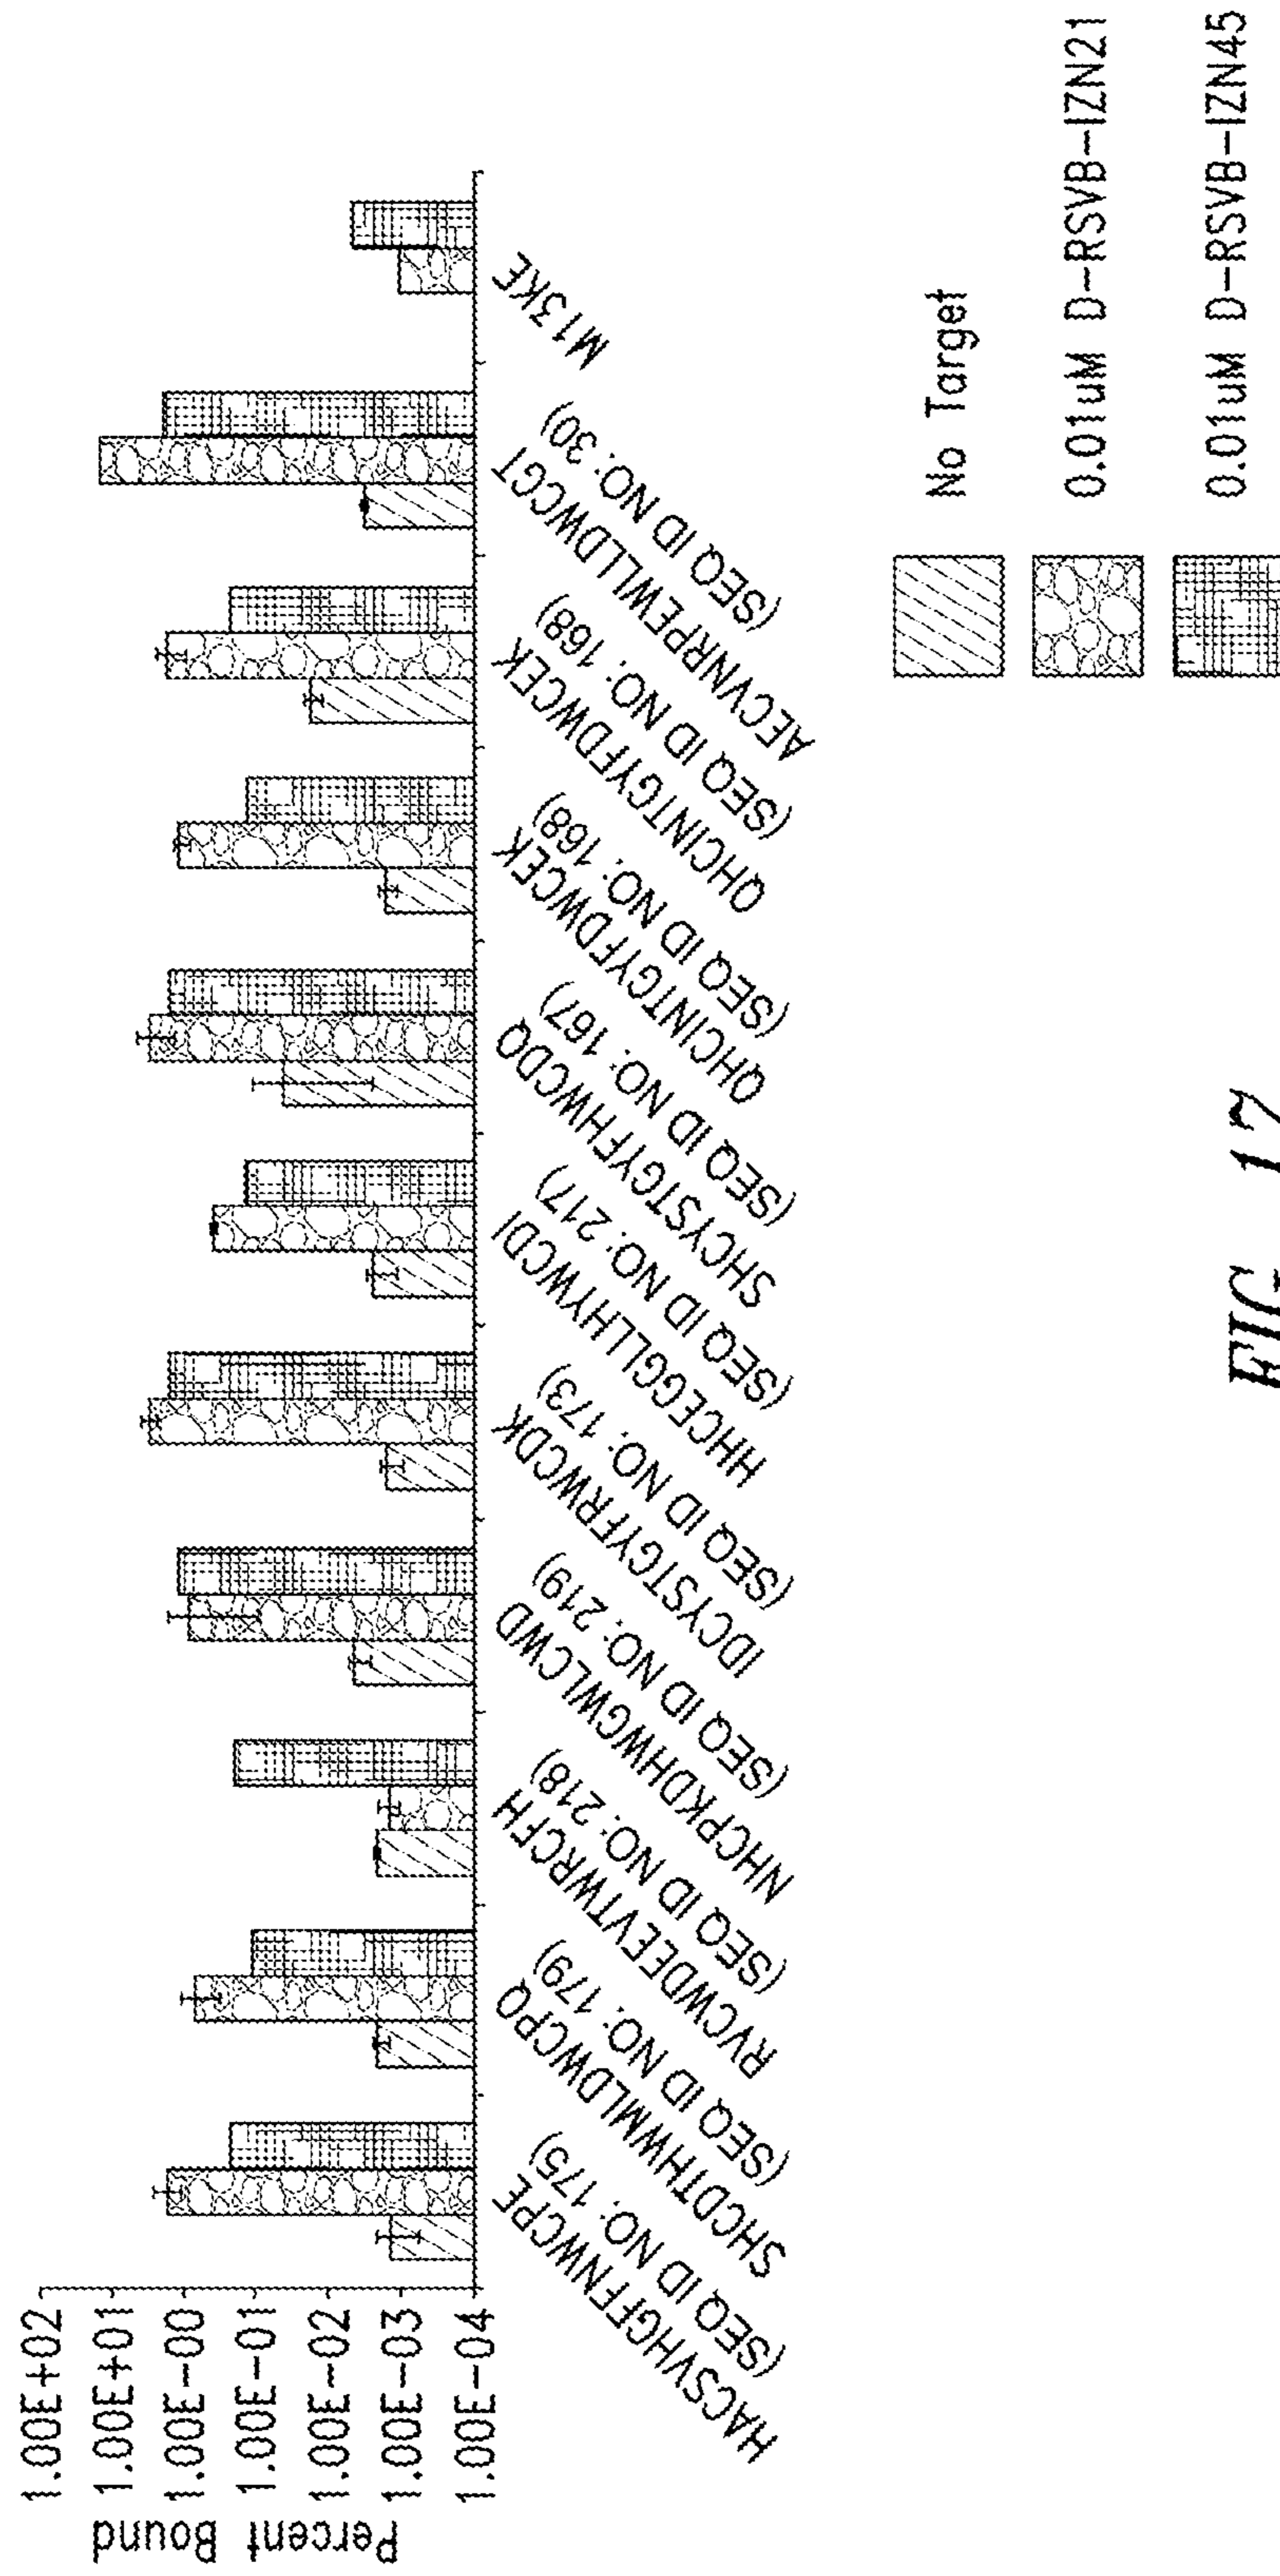 Percent Bound
1.00E+02
1.00E+01
1.00E-00
1.00E-01
1.00E-02
1.00E-03
1.00E-04
HACSVHGFFNWCPE
(SEQ ID NO: 175)
SHCDTHWMLDWCPQ
(SEQ ID NO: 179)
RVCWDEEVTWRCFH
(SEQ ID NO: 218)
NHCPKDHWGWLCWD
(SEQ ID NO: 219)
IDCYSTGYFRWCDK
(SEQ ID NO: 173)
HHCEGGLLHYWCDI
(SEQ ID NO: 217)
SHCYSTGYFHWCDQ
(SEQ ID NO: 167)
QHCINTGYFDWCEK
(SEQ ID NO: 168)
QHCINTGYFDWCEK
(SEQ ID NO: 168)
AECVNRPEWLLDWCGT
(SEQ ID NO: 30)
M13KE
No Target
0.01uM D-RSVB-IZN21
0.01uM D-RSVB-IZN45
FIG. 17